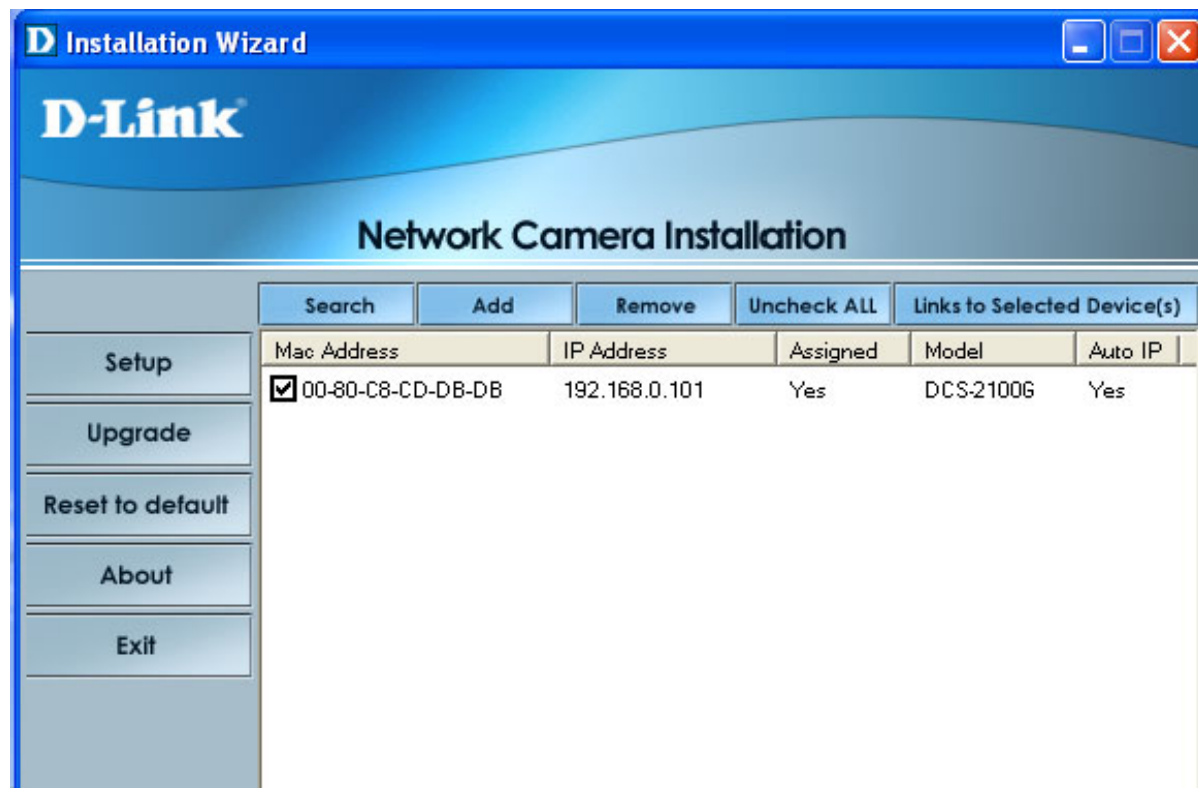 D Installation Wizard
D-Link
Network Camera Installation
Search Add Remove Uncheck ALL Links to Selected Device(s)
Mac Address IP Address Assigned Model Auto IP
00-80-C8-CD-DB-DB 192.168.0.101 Yes DCS-2100G Yes
Setup
Upgrade
Reset to default
About
Exit